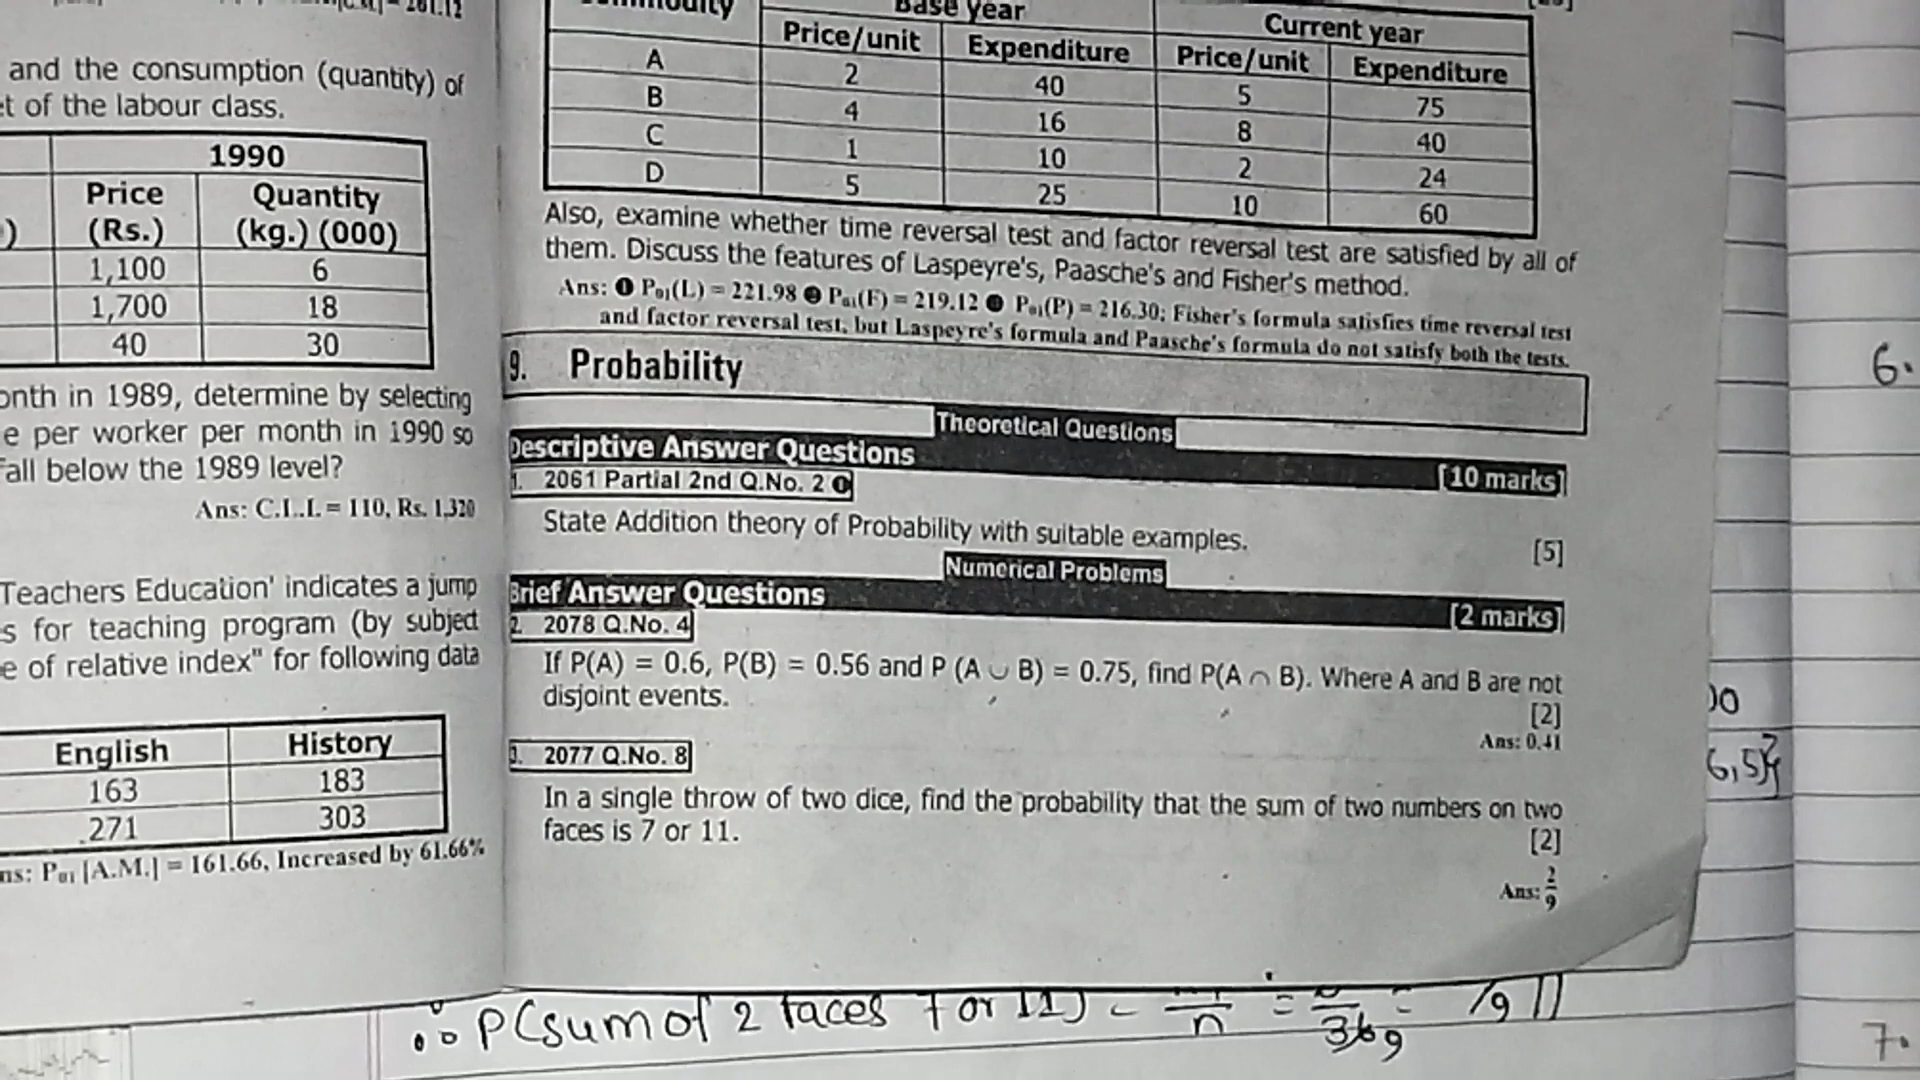 and the consumption (quantity) of
t of the labour class.
1990
Price (Rs.) Quantity (kg.) (000)
1,100 6
1,700 18
40 30
onth in 1989, determine by selecting
e per worker per month in 1990 so
fall below the 1989 level?
Ans: C.L.I. = 110, Rs. 1,320
Teachers Education' indicates a jump
s for teaching program (by subject
e of relative index" for following data
English History
163 183
271 303
ns: P01 [A.M.] = 161.66, Increased by 61.66%
Base year Current year
Price/unit Expenditure Price/unit Expenditure
A 2 40 5 75
B 4 16 8 40
C 1 10 2 24
D 5 25 10 60
Also, examine whether time reversal test and factor reversal test are satisfied by all of
them. Discuss the features of Laspeyre's, Paasche's and Fisher's method.
Ans: ❶ P01(L) = 221.98 ❷ P01(F) = 219.12 ❸ P01(P) = 216.30; Fisher's formula satisfies time reversal test
and factor reversal test, but Laspeyre's formula and Paasche's formula do not satisfy both the tests.
9. Probability
Theoretical Questions
Descriptive Answer Questions [10 marks]
1. 2061 Partial 2nd Q.No. 2 ❶
State Addition theory of Probability with suitable examples. [5]
Numerical Problems
Brief Answer Questions [2 marks]
2. 2078 Q.No. 4
If P(A) = 0.6, P(B) = 0.56 and P (A ∪ B) = 0.75, find P(A ∩ B). Where A and B are not
disjoint events. [2]
Ans: 0.41
3. 2077 Q.No. 8
In a single throw of two dice, find the probability that the sum of two numbers on two
faces is 7 or 11. [2]
Ans: 2/9
∴ P(sum of 2 faces 7 or 11)
6.
6,5)}
7.